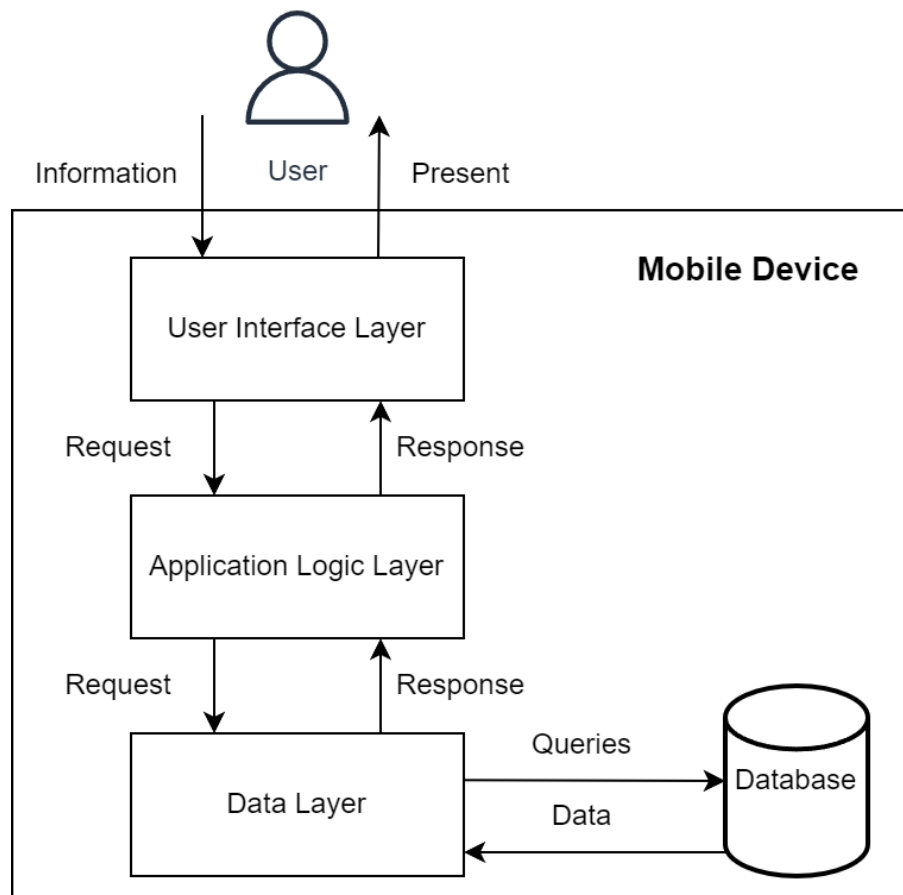 Information
User
Present
Mobile Device
User Interface Layer
Request
Response
Application Logic Layer
Request
Response
Queries
Database
Data Layer
Data